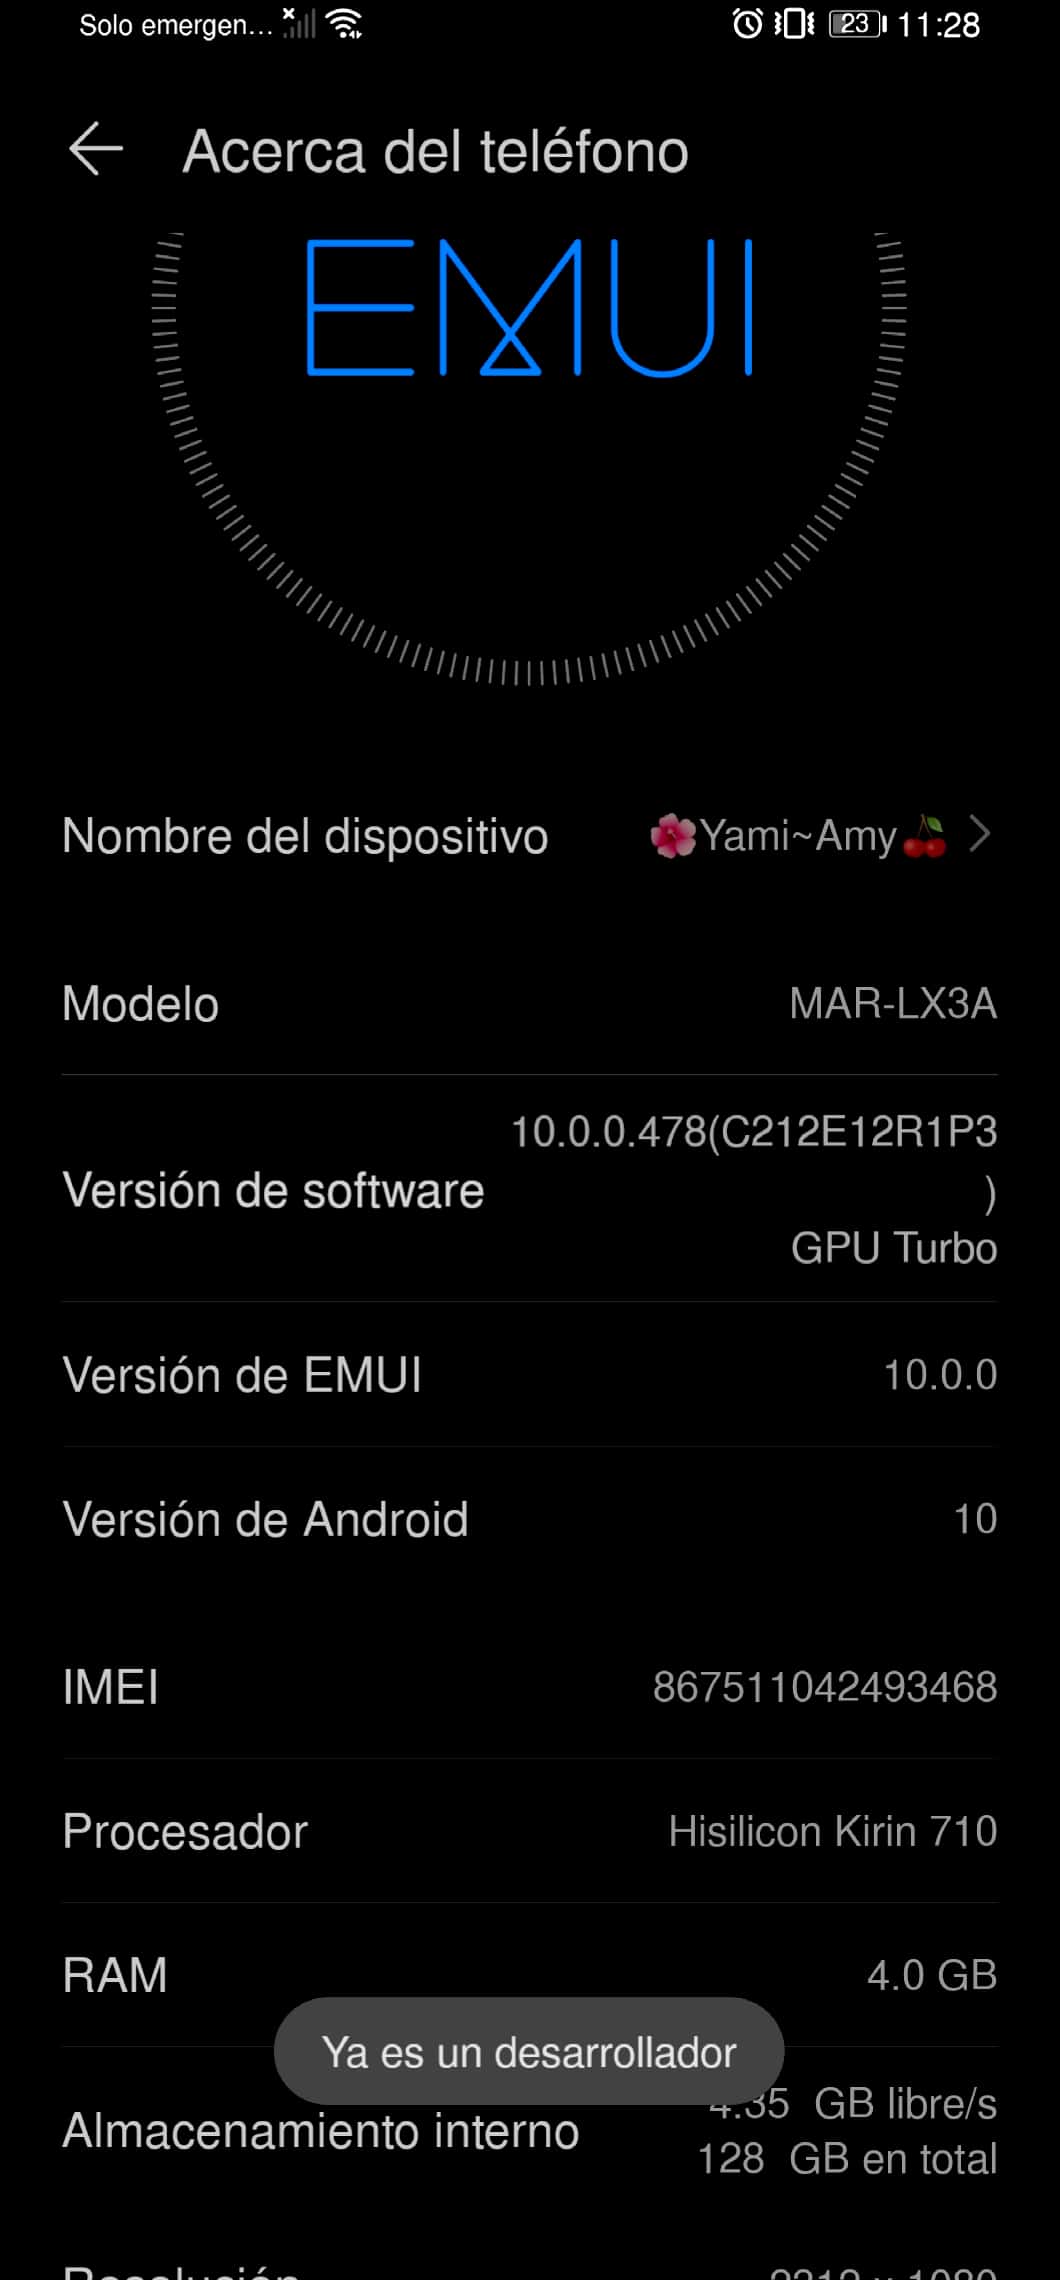 Solo emergen... 23 11:28
Acerca del teléfono
EMUI
Nombre del dispositivo 🌺Yami~Amy🍒
Modelo MAR-LX3A
Versión de software 10.0.0.478(C212E12R1P3
)
GPU Turbo
Versión de EMUI 10.0.0
Versión de Android 10
IMEI 867511042493468
Procesador Hisilicon Kirin 710
RAM 4.0 GB
Ya es un desarrollador
Almacenamiento interno 4.35 GB libre/s
128 GB en total